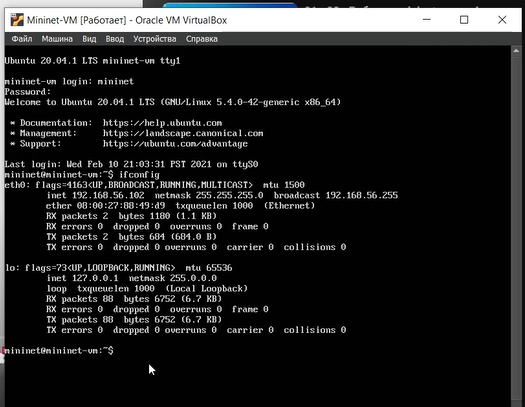 Mininet-VM [Работает] - Oracle VM VirtualBox
Файл Машина Вид Ввод Устройства Справка
Ubuntu 20.04.1 LTS mininet-vm tty1
mininet-vm login: mininet
Password:
Welcome to Ubuntu 20.04.1 LTS (GNU/Linux 5.4.0-42-generic x86_64)
* Documentation: https://help.ubuntu.com
* Management: https://landscape.canonical.com
* Support: https://ubuntu.com/advantage
Last login: Wed Feb 10 21:03:31 PST 2021 on ttyS0
mininet@mininet-vm:~$ ifconfig
eth0: flags=4163<UP,BROADCAST,RUNNING,MULTICAST> mtu 1500
inet 192.168.56.102 netmask 255.255.255.0 broadcast 192.168.56.255
ether 08:00:27:88:49:d9 txqueuelen 1000 (Ethernet)
RX packets 2 bytes 1180 (1.1 KB)
RX errors 0 dropped 0 overruns 0 frame 0
TX packets 2 bytes 684 (684.0 B)
TX errors 0 dropped 0 overruns 0 carrier 0 collisions 0
lo: flags=73<UP,LOOPBACK,RUNNING> mtu 65536
inet 127.0.0.1 netmask 255.0.0.0
loop txqueuelen 1000 (Local Loopback)
RX packets 88 bytes 6752 (6.7 KB)
RX errors 0 dropped 0 overruns 0 frame 0
TX packets 88 bytes 6752 (6.7 KB)
TX errors 0 dropped 0 overruns 0 carrier 0 collisions 0
mininet@mininet-vm:~$